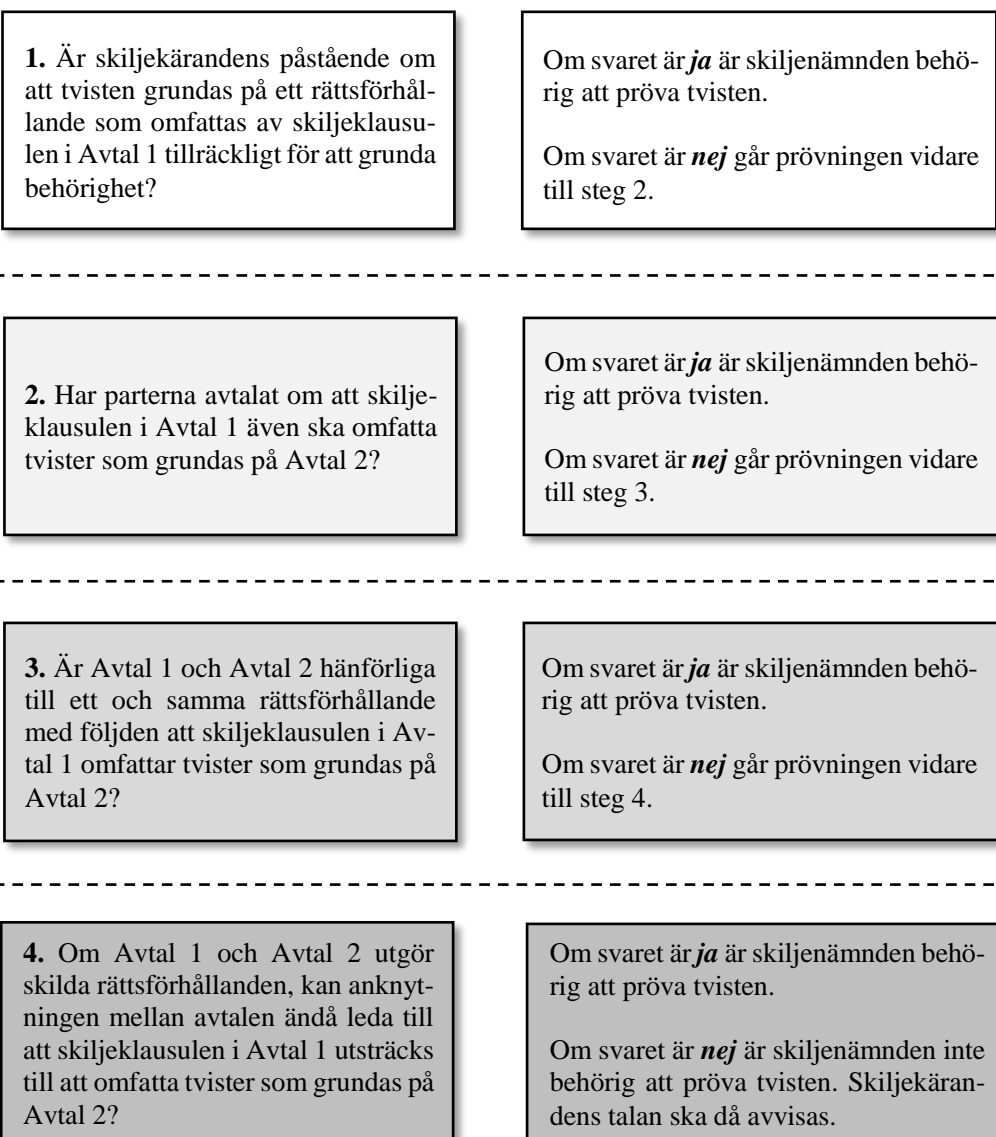 1. Är skiljekärandens påstående om
att tvisten grundas på ett rättsförhål-
lande som omfattas av skiljeklausu-
len i Avtal 1 tillräckligt för att grunda
behörighet?
Om svaret är ja är skiljenämnden behö-
rig att pröva tvisten.
Om svaret är nej går prövningen vidare
till steg 2.
2. Har parterna avtalat om att skilje-
klausulen i Avtal 1 även ska omfatta
tvister som grundas på Avtal 2?
Om svaret är ja är skiljenämnden behö-
rig att pröva tvisten.
Om svaret är nej går prövningen vidare
till steg 3.
3. Är Avtal 1 och Avtal 2 hänförliga
till ett och samma rättsförhållande
med följden att skiljeklausulen i Av-
tal 1 omfattar tvister som grundas på
Avtal 2?
Om svaret är ja är skiljenämnden behö-
rig att pröva tvisten.
Om svaret är nej går prövningen vidare
till steg 4.
4. Om Avtal 1 och Avtal 2 utgör
skilda rättsförhållanden, kan anknyt-
ningen mellan avtalen ändå leda till
att skiljeklausulen i Avtal 1 utsträcks
till att omfatta tvister som grundas på
Avtal 2?
Om svaret är ja är skiljenämnden behö-
rig att pröva tvisten.
Om svaret är nej är skiljenämnden inte
behörig att pröva tvisten. Skiljekäran-
dens talan ska då avvisas.